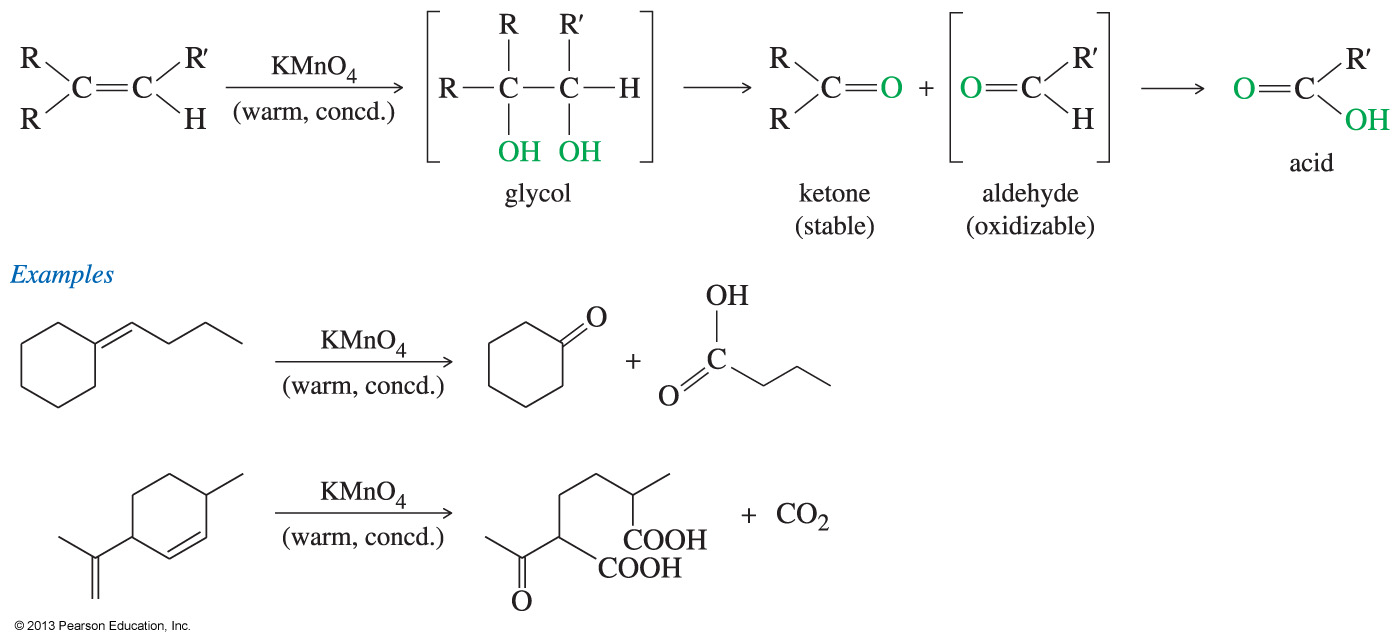 R R′ C=C R H
KMnO4
(warm, concd.)
R R′
R—C—C—H
OH OH
glycol
R C=O R
+
O=C R′ H
O=C R′ OH
ketone
(stable)
aldehyde
(oxidizable)
acid
Examples
KMnO4
(warm, concd.)
O
+
OH
C
O
KMnO4
(warm, concd.)
COOH
COOH
O
+ CO2
© 2013 Pearson Education, Inc.